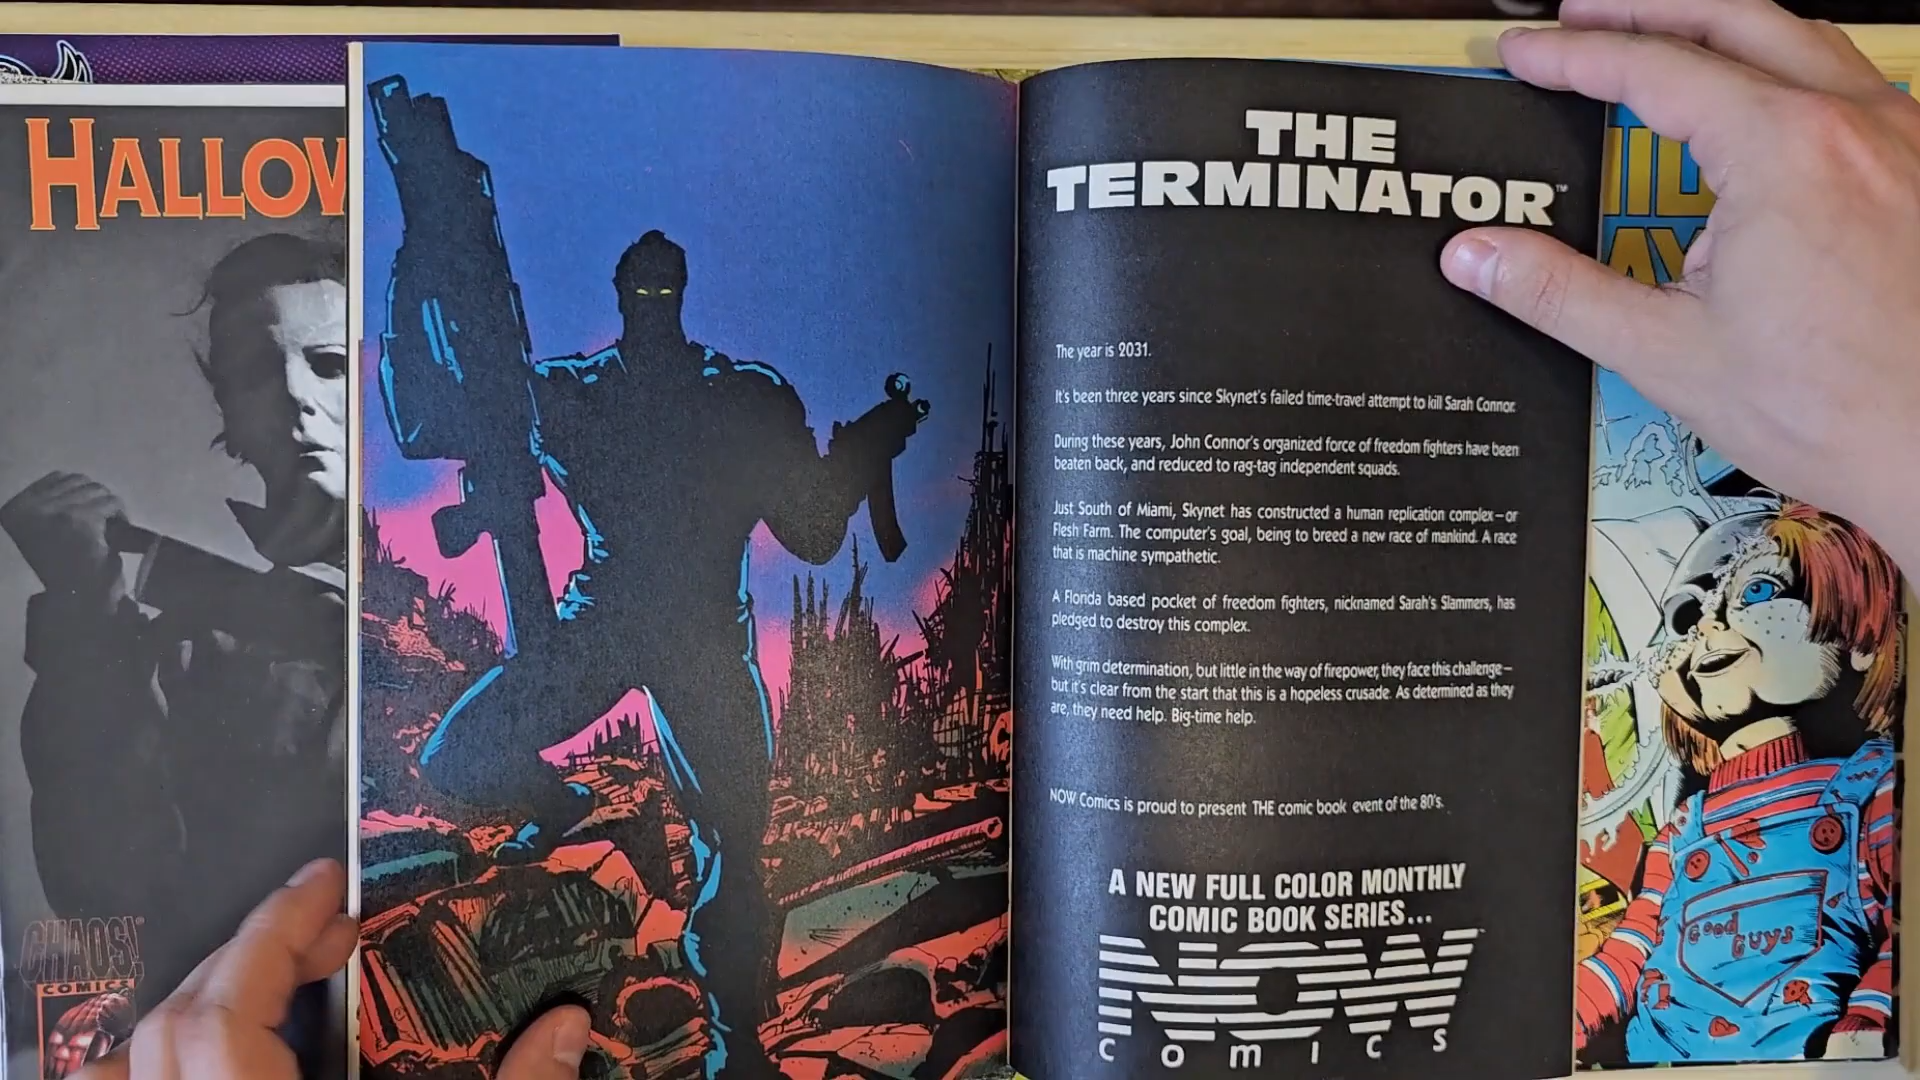 HALLOW
CHAOS!
COMICS
THE
TERMINATOR™
The year is 2031.
It's been three years since Skynet's failed time-travel attempt to kill Sarah Connor.
During these years, John Connor's organized force of freedom fighters have been
beaten back, and reduced to rag-tag independent squads.
Just South of Miami, Skynet has constructed a human replication complex—or
Flesh Farm. The computer's goal, being to breed a new race of mankind. A race
that is machine sympathetic.
A Florida based pocket of freedom fighters, nicknamed Sarah's Slammers, has
pledged to destroy this complex.
With grim determination, but little in the way of firepower, they face this challenge—
but it's clear from the start that this is a hopeless crusade. As determined as they
are, they need help. Big-time help.
NOW Comics is proud to present THE comic book event of the 80's.
A NEW FULL COLOR MONTHLY
COMIC BOOK SERIES...
NOW
COMICS
Good
Guys